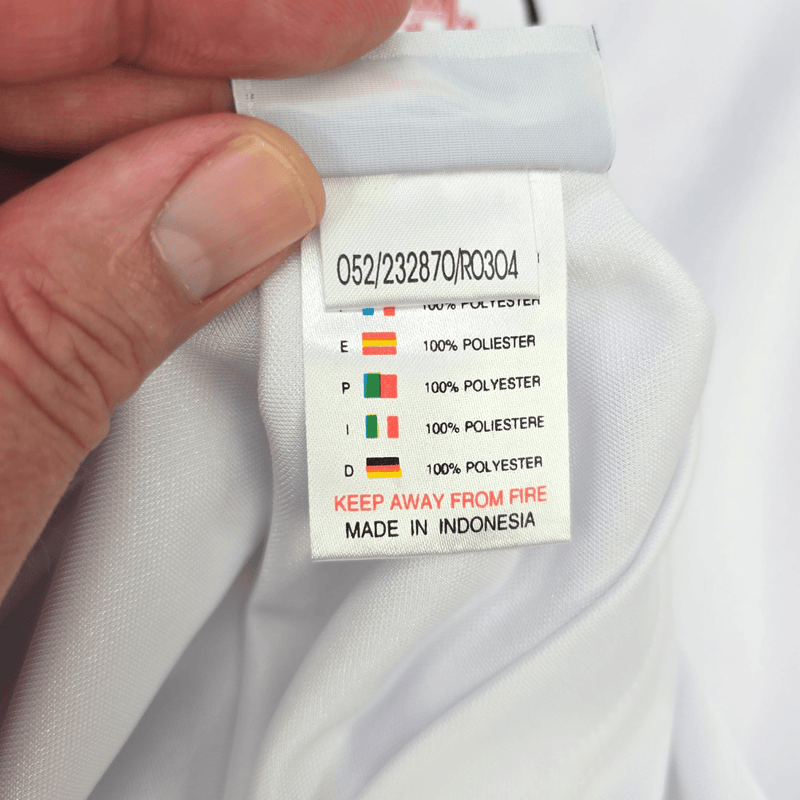 052/232870/R0304
100% POLYESTER
E 100% POLIESTER
P 100% POLYESTER
I 100% POLIESTERE
D 100% POLYESTER
KEEP AWAY FROM FIRE
MADE IN INDONESIA